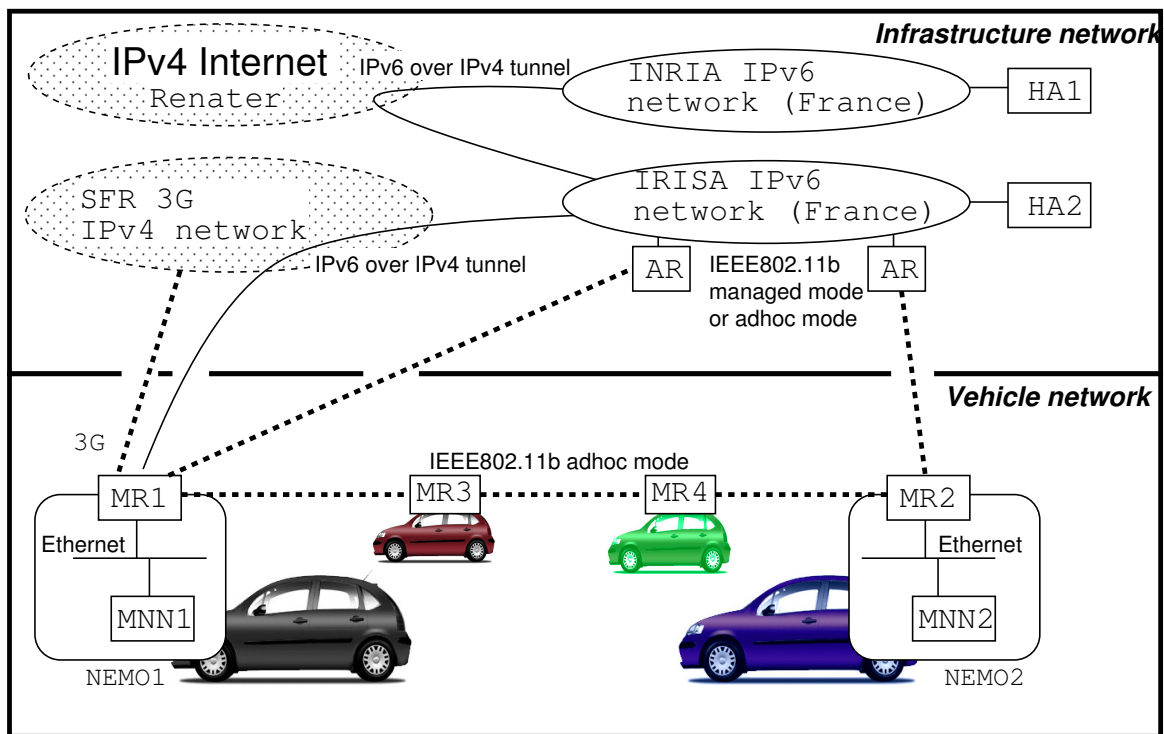 Infrastructure network
IPv4 Internet
Renater
IPv6 over IPv4 tunnel
INRIA IPv6
network (France)
HA1
SFR 3G
IPv4 network
IRISA IPv6
network (France)
HA2
IPv6 over IPv4 tunnel
AR
IEEE802.11b
managed mode
or adhoc mode
AR
Vehicle network
3G
IEEE802.11b adhoc mode
MR1
MR3
MR4
MR2
Ethernet
Ethernet
MNN1
MNN2
NEMO1
NEMO2